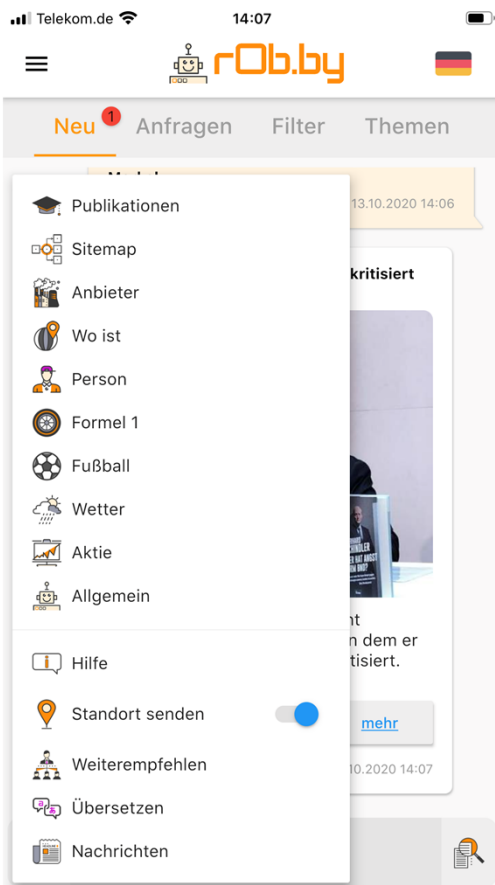 Telekom.de
14:07
rOb.by
Neu
1
Anfragen
Filter
Themen
13.10.2020 14:06
Publikationen
Sitemap
kritisiert
Anbieter
Wo ist
Person
Formel 1
Fußball
Wetter
Aktie
Allgemein
n dem er
tisiert.
Hilfe
Standort senden
mehr
Weiterempfehlen
10.2020 14:07
Übersetzen
Nachrichten